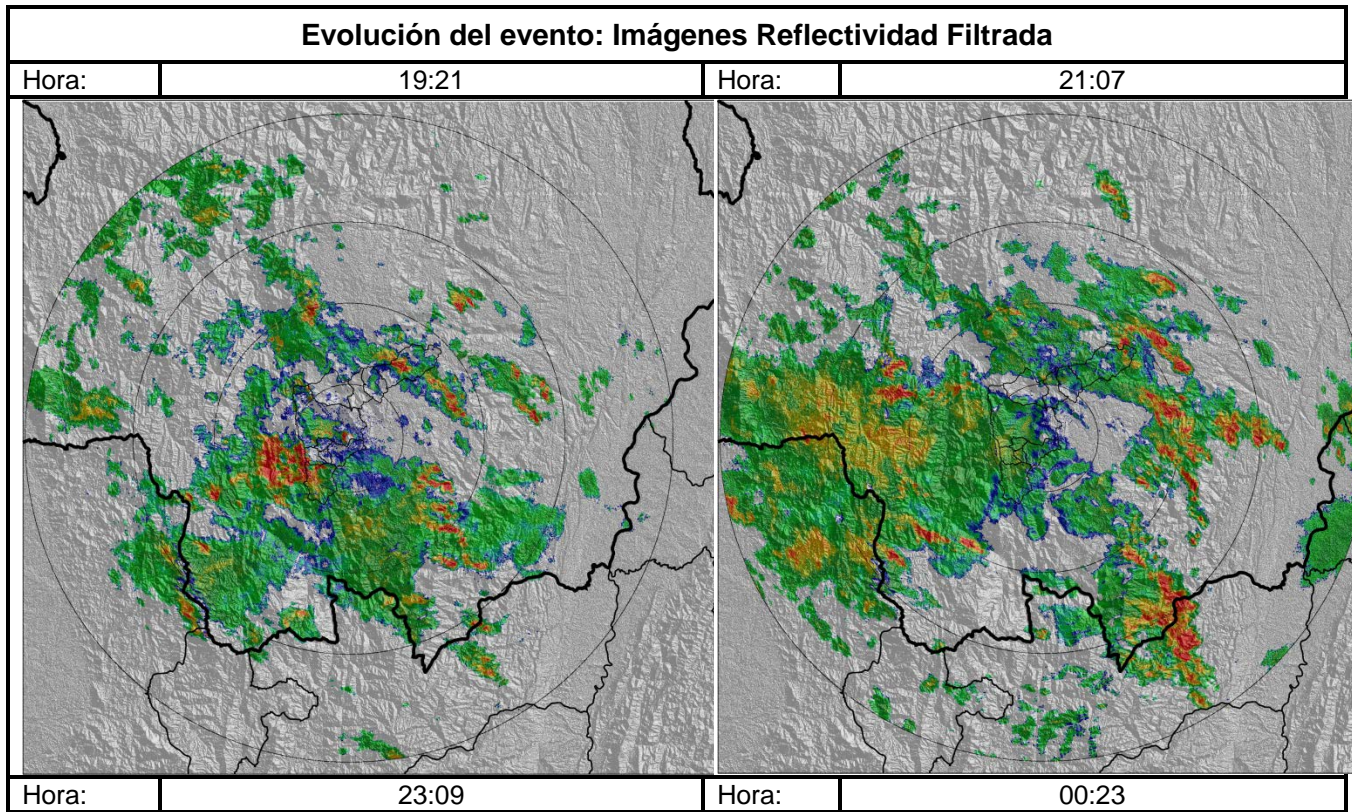 Evolución del evento: Imágenes Reflectividad Filtrada
Hora: 19:21 Hora: 21:07
Hora: 23:09 Hora: 00:23